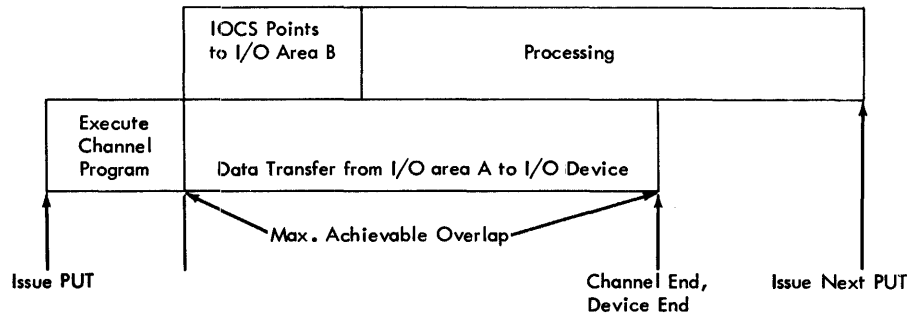 IOCS Points
to I/O Area B
Processing
Execute
Channel
Program
Data Transfer from I/O area A to I/O Device
Max. Achievable Overlap
Issue PUT
Channel End,
Device End
Issue Next PUT